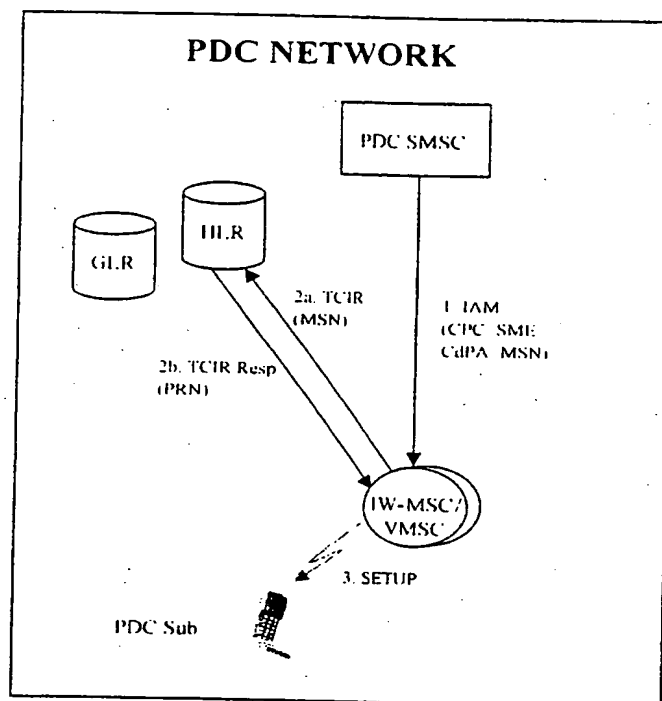 PDC NETWORK
PDC SMSC
HLR
GLR
2a. TCIR
(MSN)
1. IAM
(CPC SME
CdPA MSN)
2b. TCIR Resp
(PRN)
IW-MSC/
VMSC
3. SETUP
PDC Sub